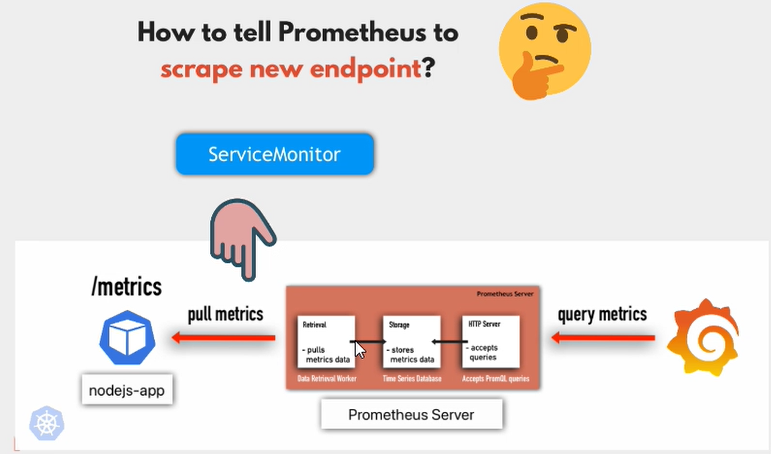 How to tell Prometheus to
scrape new endpoint?
ServiceMonitor
/metrics
pull metrics
nodejs-app
Prometheus Server
Retrieval
- pulls
metrics data
Data Retrieval Worker
Storage
- stores
metrics data
Time Series Database
HTTP Server
- accepts
queries
Accepts PromQL queries
Prometheus Server
query metrics